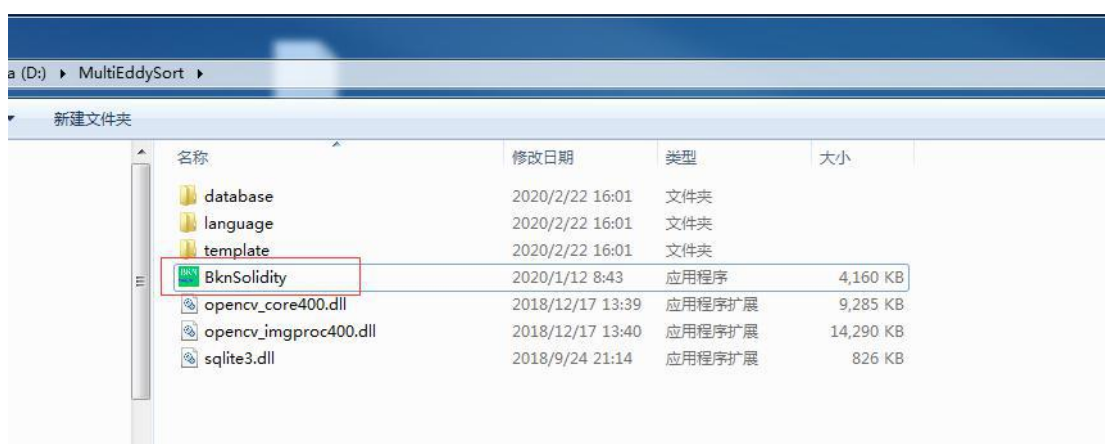 a (D:) ▸ MultiEddySort ▸
新建文件夹
名称 修改日期 类型 大小
database 2020/2/22 16:01 文件夹
language 2020/2/22 16:01 文件夹
template 2020/2/22 16:01 文件夹
BknSolidity 2020/1/12 8:43 应用程序 4,160 KB
opencv_core400.dll 2018/12/17 13:39 应用程序扩展 9,285 KB
opencv_imgproc400.dll 2018/12/17 13:40 应用程序扩展 14,290 KB
sqlite3.dll 2018/9/24 21:14 应用程序扩展 826 KB